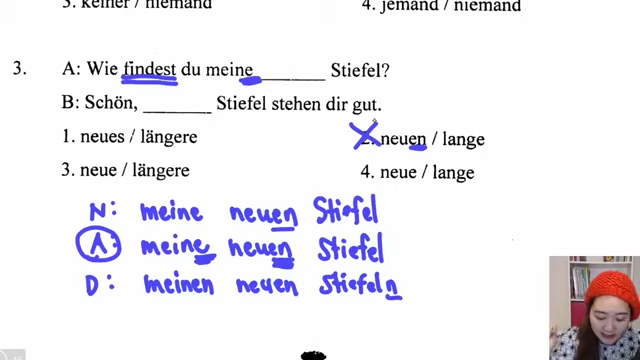 3. keiner / niemand 4. jemand / niemand
3. A: Wie findest du meine ______ Stiefel?
B: Schön, ______ Stiefel stehen dir gut.
1. neues / längere 2. neuen / lange
3. neue / längere 4. neue / lange
N: meine neuen Stiefel
A: meine neuen Stiefel
D: meinen neuen Stiefeln